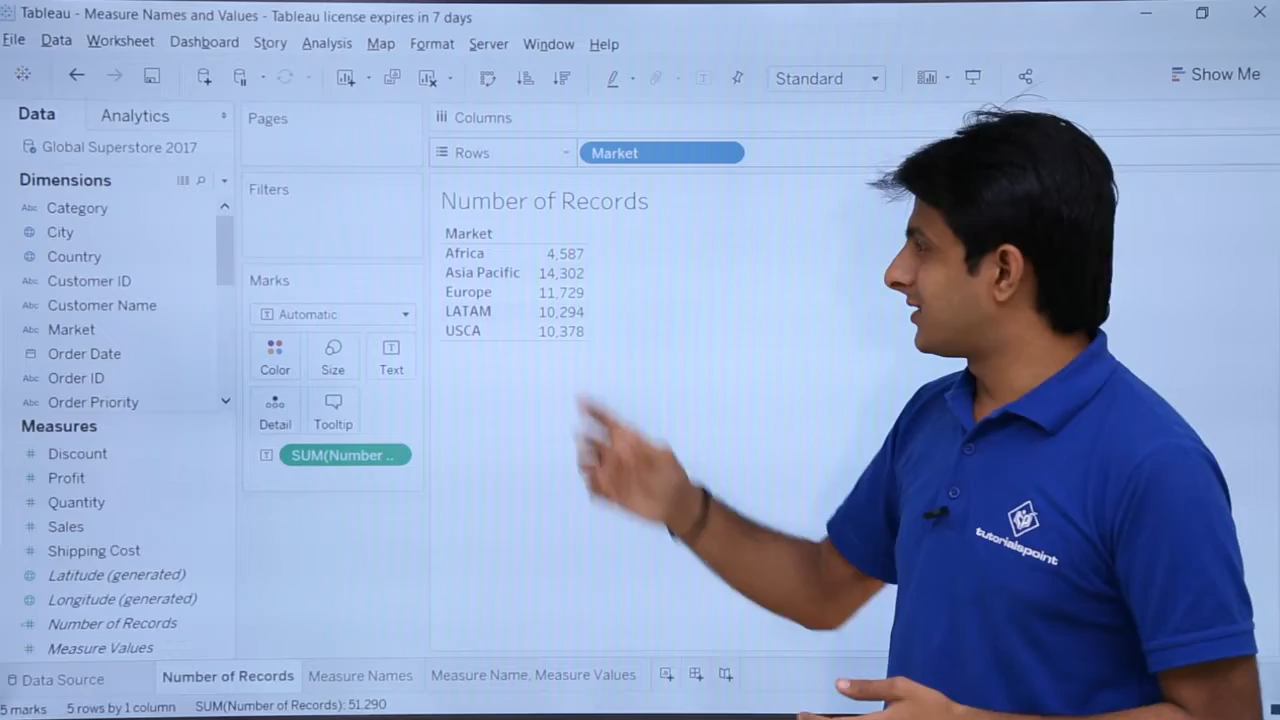 Tableau - Measure Names and Values - Tableau license expires in 7 days
File Data Worksheet Dashboard Story Analysis Map Format Server Window Help
Standard
Show Me
Data
Analytics
Global Superstore 2017
Dimensions
Abc Category
City
Country
Abc Customer ID
Abc Customer Name
Abc Market
Order Date
Abc Order ID
Abc Order Priority
Measures
# Discount
# Profit
# Quantity
# Sales
# Shipping Cost
Latitude (generated)
Longitude (generated)
# Number of Records
# Measure Values
Pages
Filters
Marks
T Automatic
Color Size Text
Detail Tooltip
T SUM(Number ..
Columns
Rows Market
Number of Records
Market
Africa 4,587
Asia Pacific 14,302
Europe 11,729
LATAM 10,294
USCA 10,378
tutorialspoint
Data Source Number of Records Measure Names Measure Name, Measure Values
5 marks 5 rows by 1 column SUM(Number of Records): 51.290